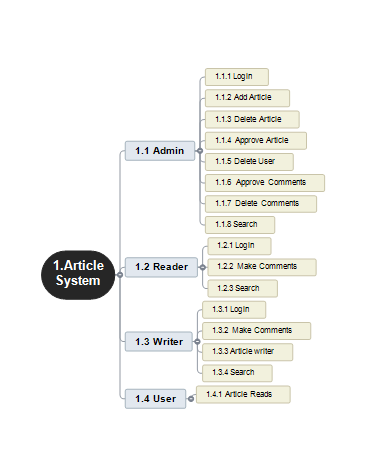 1.Article
System
1.1 Admin
1.1.1 Login
1.1.2 Add Article
1.1.3 Delete Article
1.1.4 Approve Article
1.1.5 Delete User
1.1.6 Approve Comments
1.1.7 Delete Comments
1.1.8 Search
1.2 Reader
1.2.1 Login
1.2.2 Make Comments
1.2.3 Search
1.3 Writer
1.3.1 Login
1.3.2 Make Comments
1.3.3 Article writer
1.3.4 Search
1.4 User
1.4.1 Article Reads